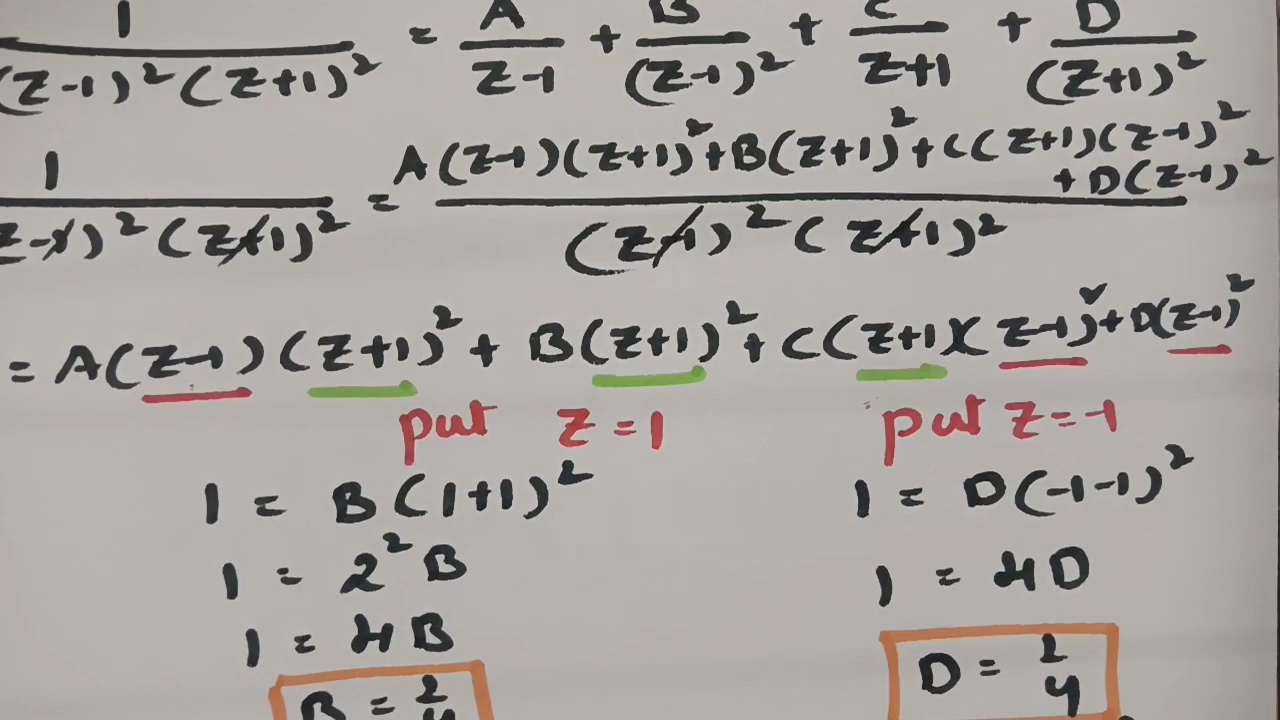 1/((Z-1)²(Z+1)²) = A/(Z-1) + B/(Z-1)² + C/(Z+1) + D/(Z+1)²
1/((Z-1)²(Z+1)²) = (A(Z-1)(Z+1)²+B(Z+1)²+C(Z+1)(Z-1)²+D(Z-1)²)/((Z-1)²(Z+1)²)
= A(Z-1)(Z+1)² + B(Z+1)² + C(Z+1)(Z-1)²+D(Z-1)²
put Z=1
put Z=-1
1 = B(1+1)²
1 = D(-1-1)²
1 = 2²B
1 = 4D
1 = 4B
D = 1/4
B = 1/4